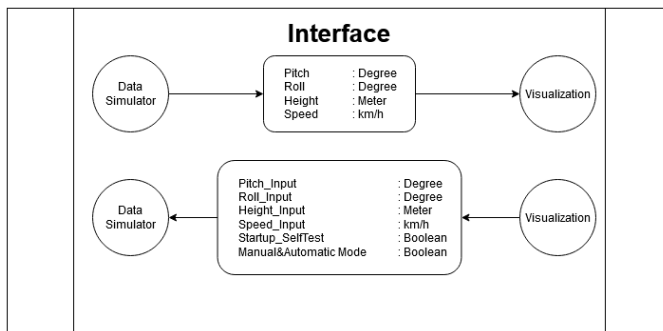 Interface
Data
Simulator
Pitch : Degree
Roll : Degree
Height : Meter
Speed : km/h
Visualization
Data
Simulator
Pitch_Input : Degree
Roll_Input : Degree
Height_Input : Meter
Speed_Input : km/h
Startup_SelfTest : Boolean
Manual&Automatic Mode : Boolean
Visualization